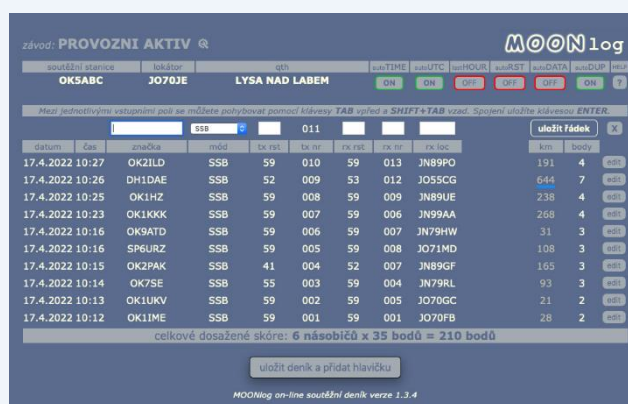 závod: PROVOZNI AKTIV
MOONlog
soutěžní stanice lokátor qth autoTIME autoUTC lastHOUR autoRST autoDATA autoDUP HELP
OK5ABC JO70JE LYSA NAD LABEM ON ON OFF OFF OFF ON ?
Mezi jednotlivými vstupními poli se můžete pohybovat pomocí klávesy TAB vpřed a SHIFT+TAB vzad. Spojení uložíte klávesou ENTER.
SSB 011 uložit řádek X
datum čas značka mód tx rst tx nr rx rst rx nr rx loc km body
17.4.2022 10:27 OK2ILD SSB 59 010 59 013 JN89PO 191 4 edit
17.4.2022 10:26 DH1DAE SSB 52 009 53 012 JO55CG 644 7 edit
17.4.2022 10:25 OK1HZ SSB 59 008 59 009 JN89UE 238 4 edit
17.4.2022 10:23 OK1KKK SSB 59 007 59 006 JN99AA 268 4 edit
17.4.2022 10:16 OK9ATD SSB 59 006 59 007 JN79HW 31 3 edit
17.4.2022 10:16 SP6URZ SSB 59 005 59 008 JO71MD 108 3 edit
17.4.2022 10:15 OK2PAK SSB 41 004 52 007 JN89GF 165 3 edit
17.4.2022 10:14 OK7SE SSB 55 003 59 004 JN79RL 93 3 edit
17.4.2022 10:13 OK1UKV SSB 59 002 59 005 JO70GC 21 2 edit
17.4.2022 10:12 OK1IME SSB 59 001 59 001 JO70FB 28 2 edit
celkové dosažené skóre: 6 násobičů x 35 bodů = 210 bodů
uložit deník a přidat hlavičku
MOONlog on-line soutěžní deník verze 1.3.4